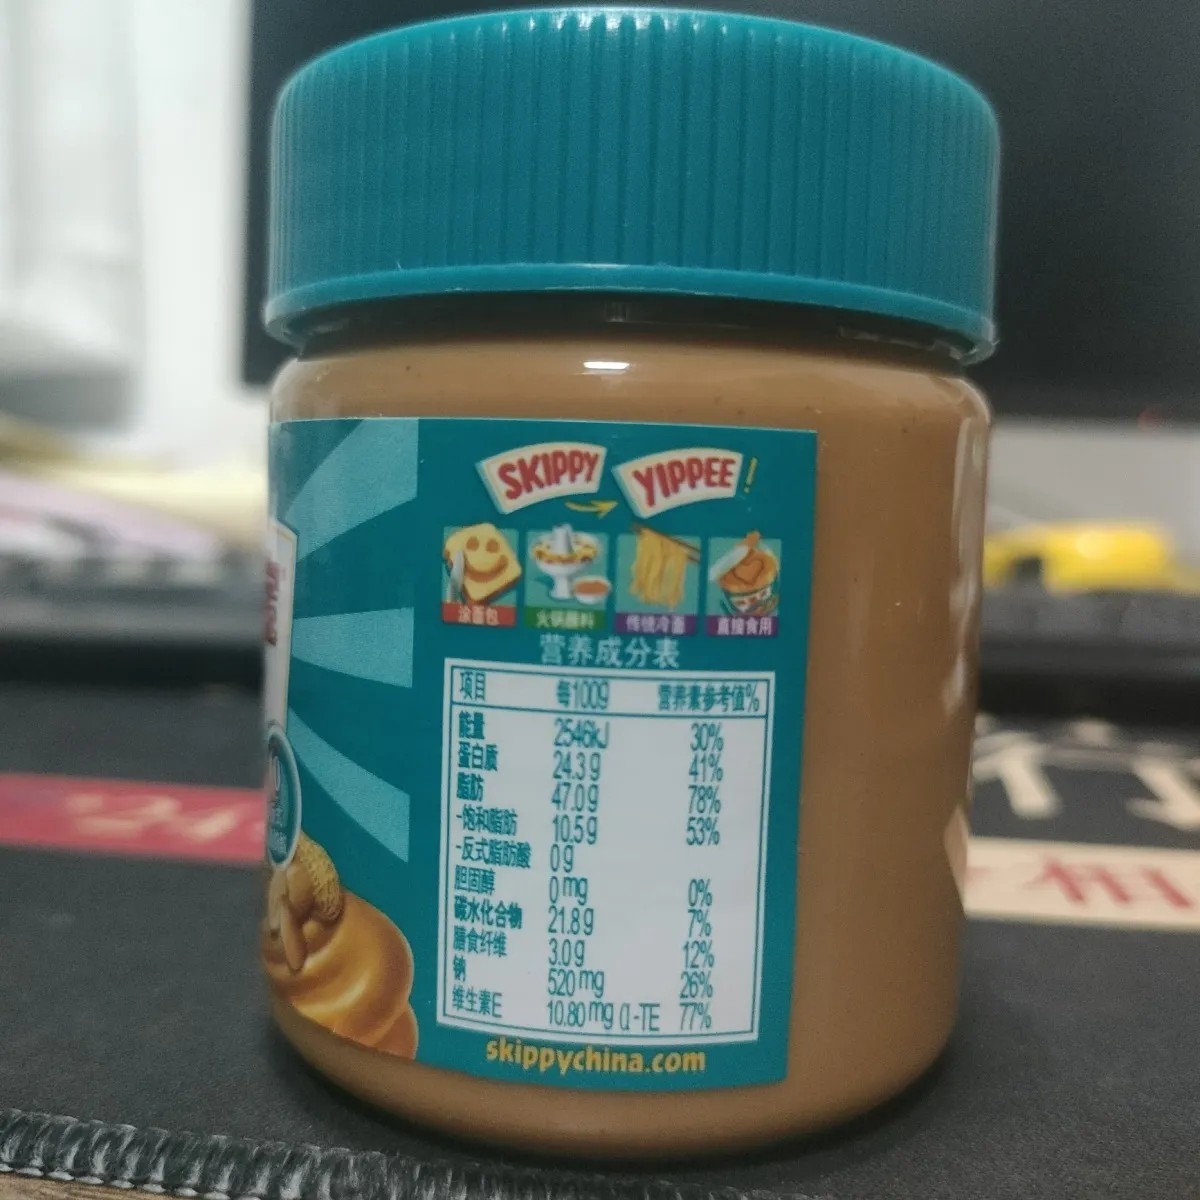 SKIPPY YIPPEE!
涂面包 火锅蘸料 传统冷面 直接食用
营养成分表
项目 每100g 营养素参考值%
能量 2546kJ 30%
蛋白质 24.3g 41%
脂肪 47.0g 78%
-饱和脂肪 10.5g 53%
-反式脂肪酸 0g
胆固醇 0mg 0%
碳水化合物 21.8g 7%
膳食纤维 3.0g 12%
钠 520mg 26%
维生素E 10.80mg α-TE 77%
skippychina.com